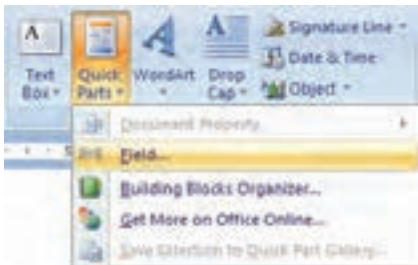 Text Box
Quick Parts
WordArt
Drop Cap
Signature Line
Date & Time
Object
Document Property
Field...
Building Blocks Organizer...
Get More on Office Online...
Save Selection to Quick Part Gallery...